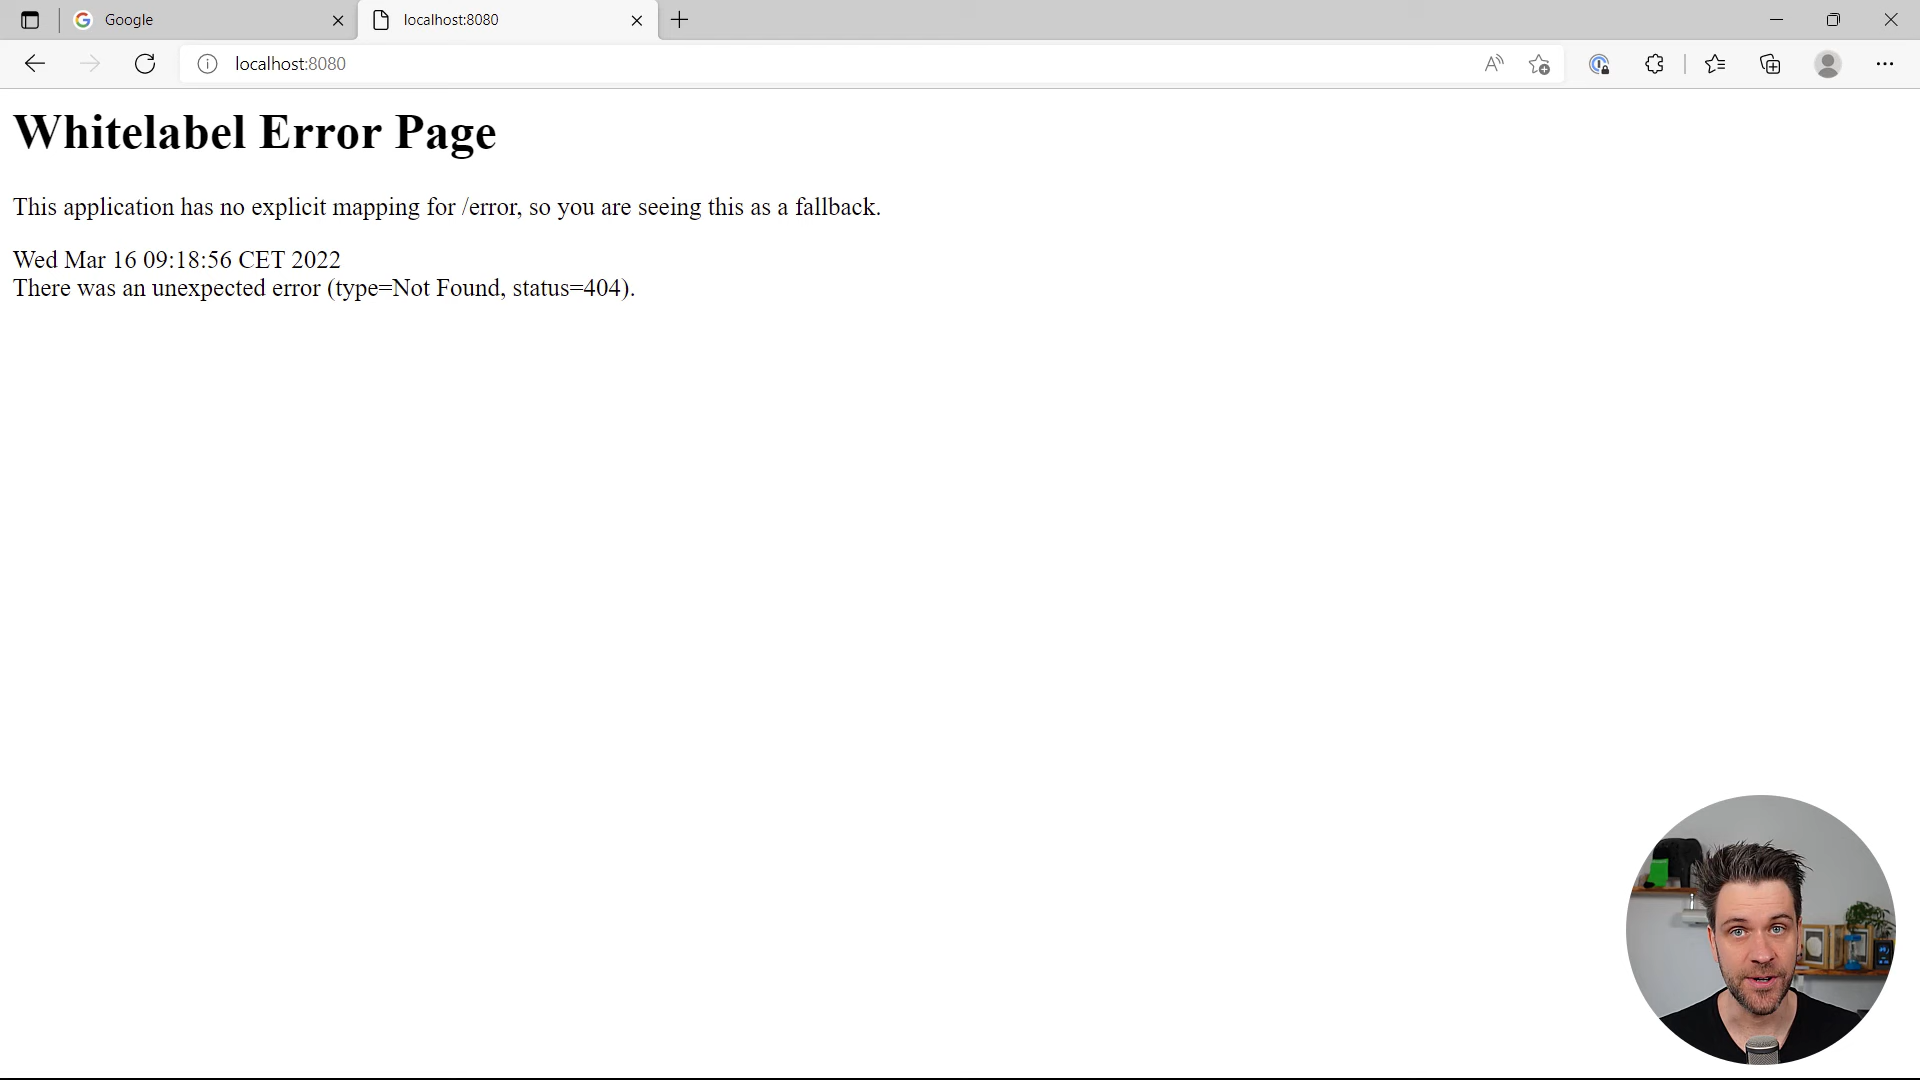 Google
localhost:8080
localhost:8080
Whitelabel Error Page
This application has no explicit mapping for /error, so you are seeing this as a fallback.
Wed Mar 16 09:18:56 CET 2022
There was an unexpected error (type=Not Found, status=404).